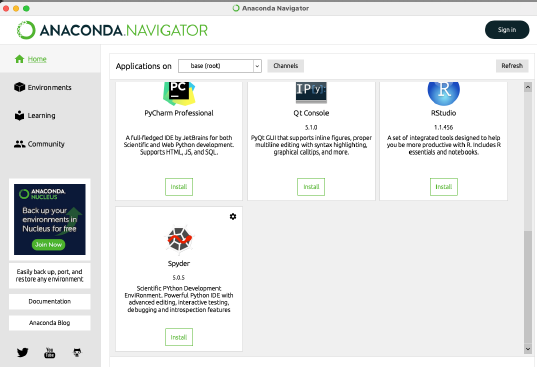 Anaconda Navigator
ANACONDA.NAVIGATOR
Sign in
Home
Environments
Learning
Community
ANACONDA.
NUCLEUS
Back up your
environments in
Nucleus for free
Join Now
Easily back up, port, and
restore any environment
Documentation
Anaconda Blog
You
Tube
Applications on
base (root)
Channels
Refresh
PC
PyCharm Professional
A full-fledged IDE by JetBrains for both
Scientific and Web Python development.
Supports HTML, JS, and SQL.
Install
IP[y]:
Qt Console
5.1.0
PyQt GUI that supports inline figures, proper
multiline editing with syntax highlighting,
graphical calltips, and more.
Install
RStudio
1.1.456
A set of integrated tools designed to help
you be more productive with R. Includes R
essentials and notebooks.
Install
Spyder
5.0.5
Scientific PYthon Development
EnviRonment. Powerful Python IDE with
advanced editing, interactive testing,
debugging and introspection features
Install